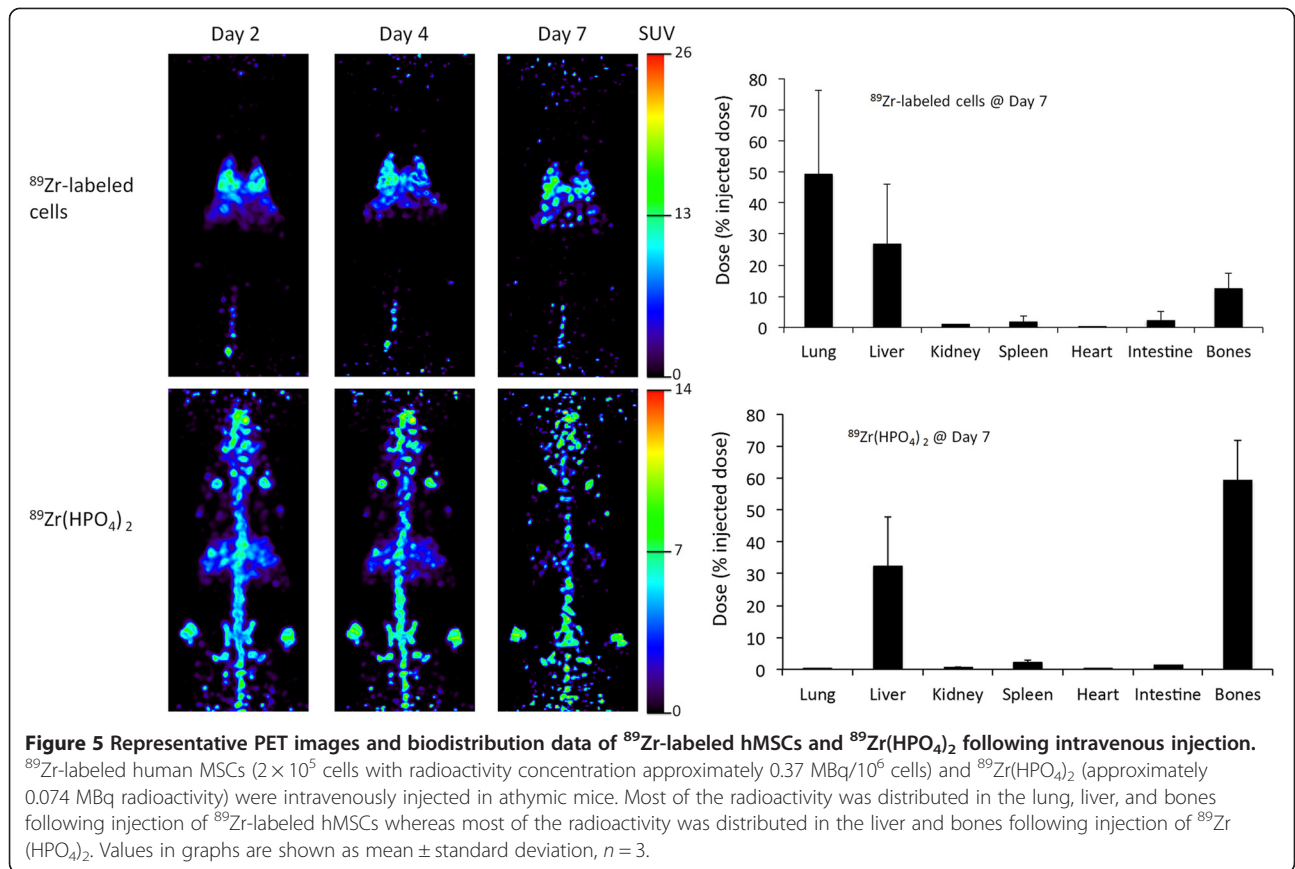 Day 2 Day 4 Day 7 SUV
26
13
0
⁸⁹Zr-labeled
cells
14
7
0
⁸⁹Zr(HPO₄)₂
Dose (% injected dose)
80
70
60
50
40
30
20
10
0
⁸⁹Zr-labeled cells @ Day 7
Lung Liver Kidney Spleen Heart Intestine Bones
Dose (% injected dose)
80
70
60
50
40
30
20
10
0
⁸⁹Zr(HPO₄)₂ @ Day 7
Lung Liver Kidney Spleen Heart Intestine Bones
Figure 5 Representative PET images and biodistribution data of ⁸⁹Zr-labeled hMSCs and ⁸⁹Zr(HPO₄)₂ following intravenous injection.
⁸⁹Zr-labeled human MSCs (2 × 10⁵ cells with radioactivity concentration approximately 0.37 MBq/10⁶ cells) and ⁸⁹Zr(HPO₄)₂ (approximately
0.074 MBq radioactivity) were intravenously injected in athymic mice. Most of the radioactivity was distributed in the lung, liver, and bones
following injection of ⁸⁹Zr-labeled hMSCs whereas most of the radioactivity was distributed in the liver and bones following injection of ⁸⁹Zr
(HPO₄)₂. Values in graphs are shown as mean ± standard deviation, n = 3.